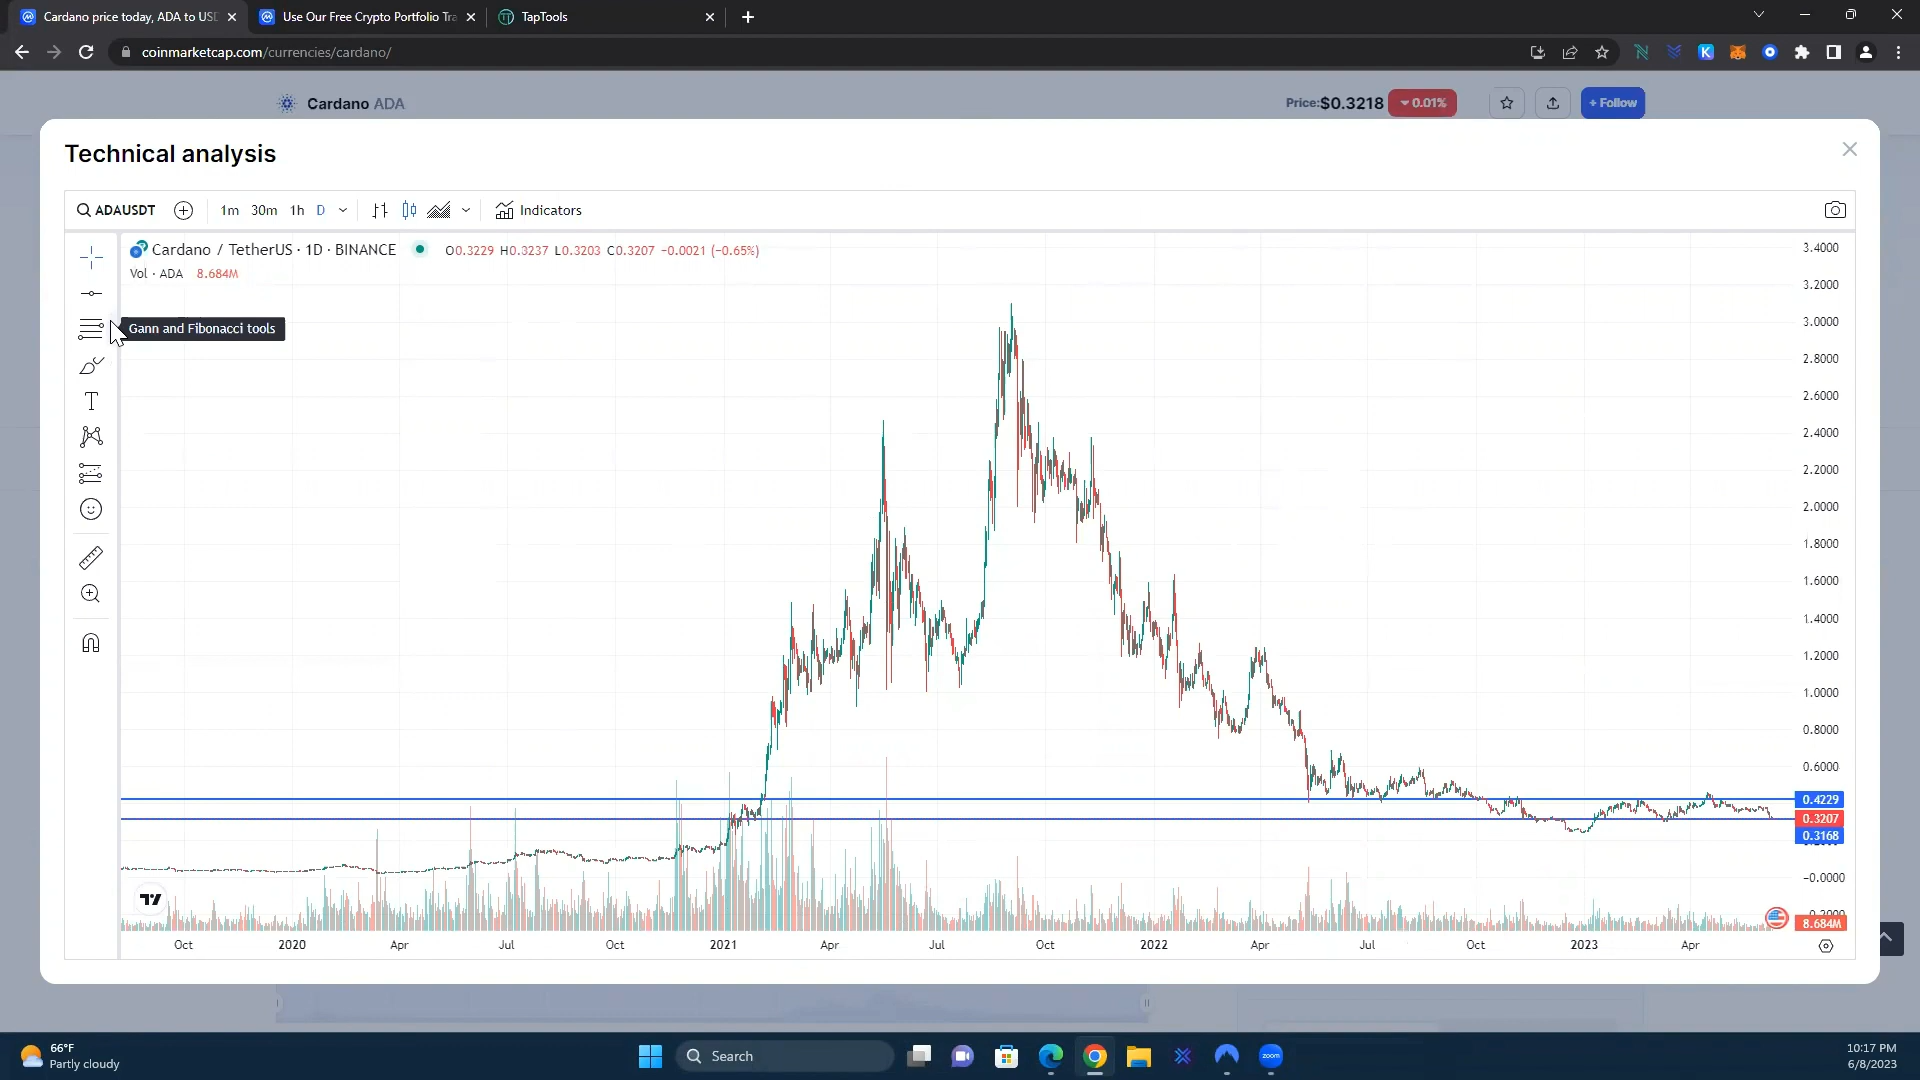 Cardano price today, ADA to USD
Use Our Free Crypto Portfolio Tra
TapTools
coinmarketcap.com/currencies/cardano/
Cardano ADA
Price:$0.3218
0.01%
+ Follow
Technical analysis
ADAUSDT
1m 30m 1h D
Indicators
Cardano / TetherUS · 1D · BINANCE
O0.3229 H0.3237 L0.3203 C0.3207 −0.0021 (−0.65%)
Vol · ADA 8.684M
Gann and Fibonacci tools
3.4000
3.2000
3.0000
2.8000
2.6000
2.4000
2.2000
2.0000
1.8000
1.6000
1.4000
1.2000
1.0000
0.8000
0.6000
0.4229
0.3207
0.3168
−0.0000
8.684M
Oct 2020 Apr Jul Oct 2021 Apr Jul Oct 2022 Apr Jul Oct 2023 Apr
66°F
Partly cloudy
Search
zoom
10:17 PM
6/8/2023